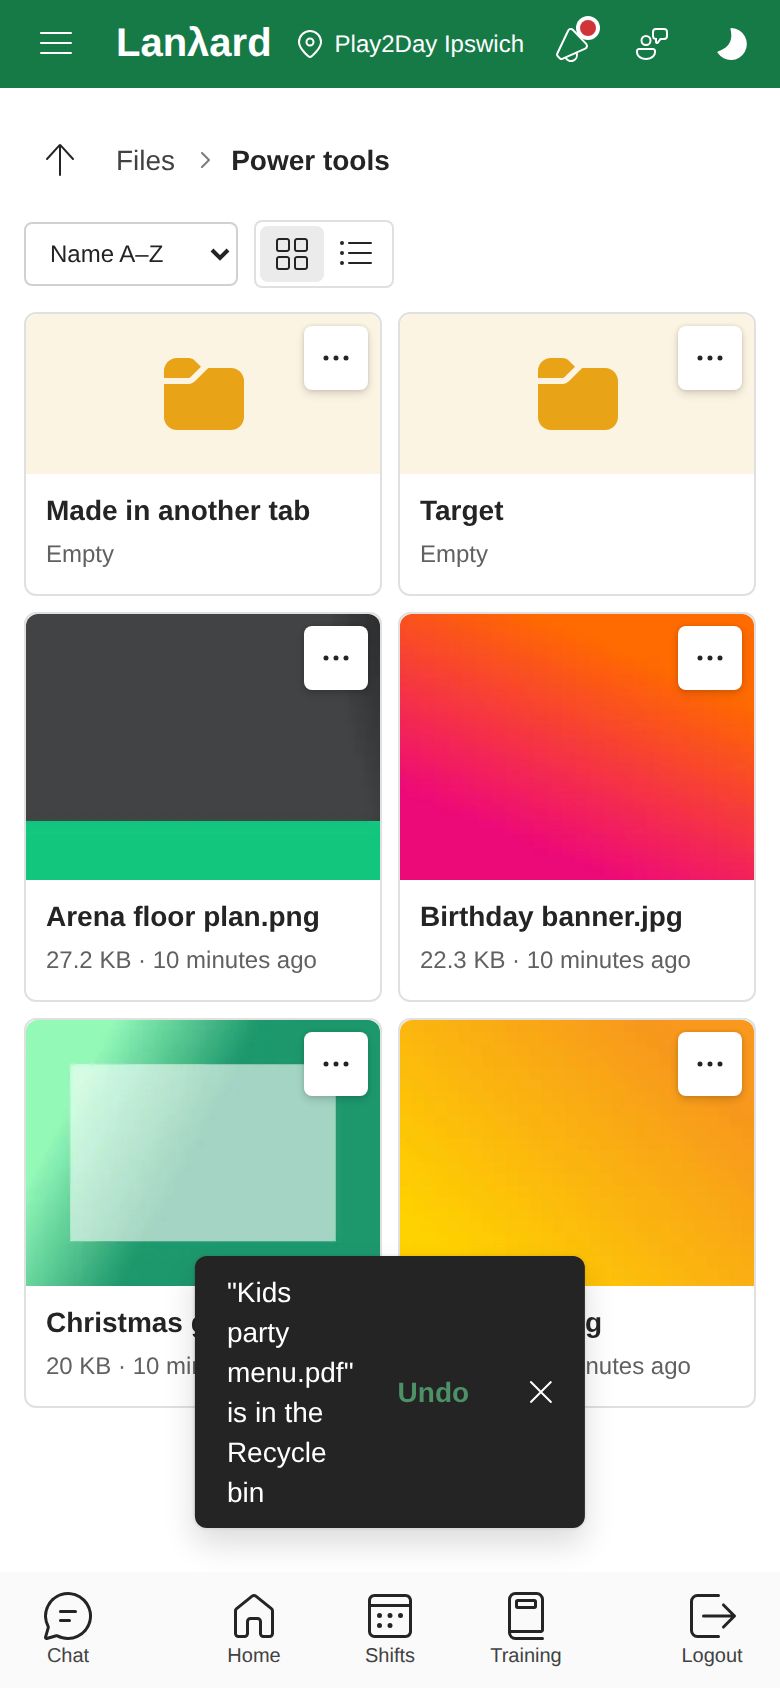 Lanλard
Play2Day Ipswich
Files
Power tools
Name A–Z
Made in another tab
Empty
Target
Empty
Arena floor plan.png
27.2 KB · 10 minutes ago
Birthday banner.jpg
22.3 KB · 10 minutes ago
Christmas
20 KB · 10
nutes ago
"Kids
party
menu.pdf"
is in the
Recycle
bin
Undo
Chat
Home
Shifts
Training
Logout